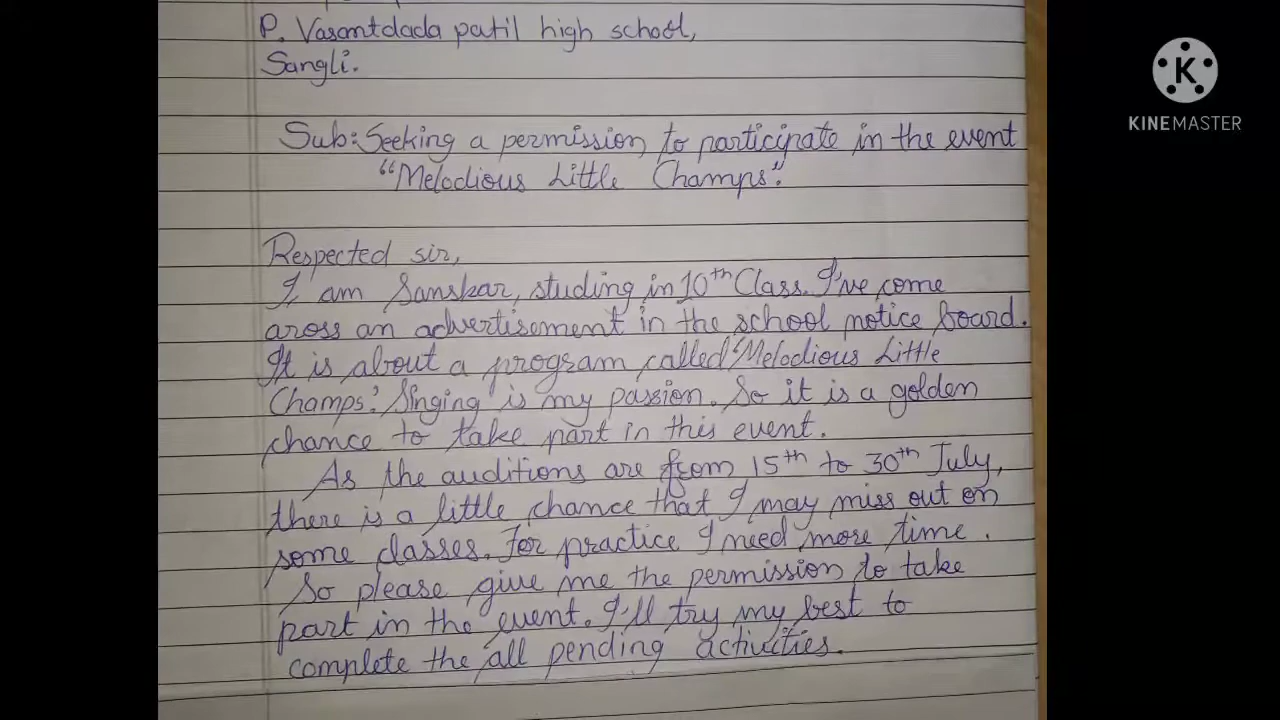 P. Vasantdada patil high school,
Sangli.
Sub: Seeking a permission to participate in the event
"Melodious Little Champs".
Respected sir,
I am Sanskar, studing in 10th Class. I've come
aross an advertisement in the school notice board.
It is about a program called "Melodious Little
Champs". Singing is my passion. So it is a golden
chance to take part in this event.
As the auditions are from 15th to 30th July,
there is a little chance that I may miss out on
some classes. For practice I need more time.
So please give me the permission to take
part in the event. I'll try my best to
complete the all pending activities.
K
KINEMASTER